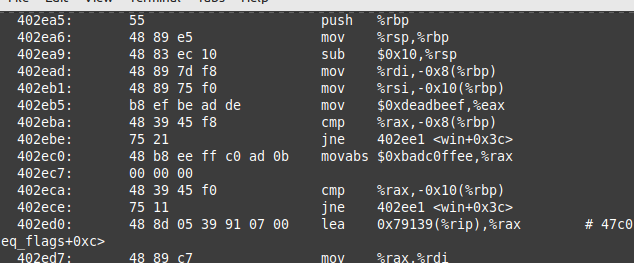 File Edit View Terminal Tabs Help
402ea5: 55 push %rbp
402ea6: 48 89 e5 mov %rsp,%rbp
402ea9: 48 83 ec 10 sub $0x10,%rsp
402ead: 48 89 7d f8 mov %rdi,-0x8(%rbp)
402eb1: 48 89 75 f0 mov %rsi,-0x10(%rbp)
402eb5: b8 ef be ad de mov $0xdeadbeef,%eax
402eba: 48 39 45 f8 cmp %rax,-0x8(%rbp)
402ebe: 75 21 jne 402ee1 <win+0x3c>
402ec0: 48 b8 ee ff c0 ad 0b movabs $0xbadc0ffee,%rax
402ec7: 00 00 00
402eca: 48 39 45 f0 cmp %rax,-0x10(%rbp)
402ece: 75 11 jne 402ee1 <win+0x3c>
402ed0: 48 8d 05 39 91 07 00 lea 0x79139(%rip),%rax # 47c0
eq_flags+0xc>
402ed7: 48 89 c7 mov %rax,%rdi